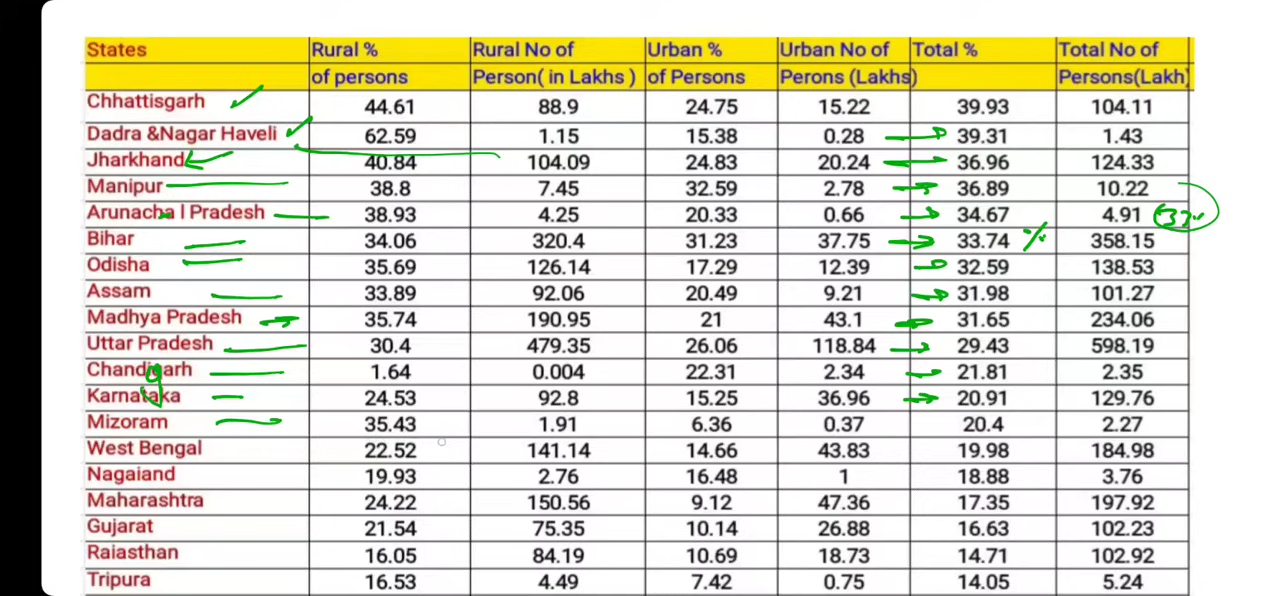 States Rural % Rural No of Urban % Urban No of Total % Total No of
of persons Person( in Lakhs ) of Persons Perons (Lakhs) Persons(Lakh)
Chhattisgarh 44.61 88.9 24.75 15.22 39.93 104.11
Dadra &Nagar Haveli 62.59 1.15 15.38 0.28 39.31 1.43
Jharkhand 40.84 104.09 24.83 20.24 36.96 124.33
Manipur 38.8 7.45 32.59 2.78 36.89 10.22
Arunacha l Pradesh 38.93 4.25 20.33 0.66 34.67 4.91
Bihar 34.06 320.4 31.23 37.75 33.74 % 358.15
Odisha 35.69 126.14 17.29 12.39 32.59 138.53
Assam 33.89 92.06 20.49 9.21 31.98 101.27
Madhya Pradesh 35.74 190.95 21 43.1 31.65 234.06
Uttar Pradesh 30.4 479.35 26.06 118.84 29.43 598.19
Chandigarh 1.64 0.004 22.31 2.34 21.81 2.35
Karnataka 24.53 92.8 15.25 36.96 20.91 129.76
Mizoram 35.43 1.91 6.36 0.37 20.4 2.27
West Bengal 22.52 141.14 14.66 43.83 19.98 184.98
Nagaiand 19.93 2.76 16.48 1 18.88 3.76
Maharashtra 24.22 150.56 9.12 47.36 17.35 197.92
Gujarat 21.54 75.35 10.14 26.88 16.63 102.23
Raiasthan 16.05 84.19 10.69 18.73 14.71 102.92
Tripura 16.53 4.49 7.42 0.75 14.05 5.24